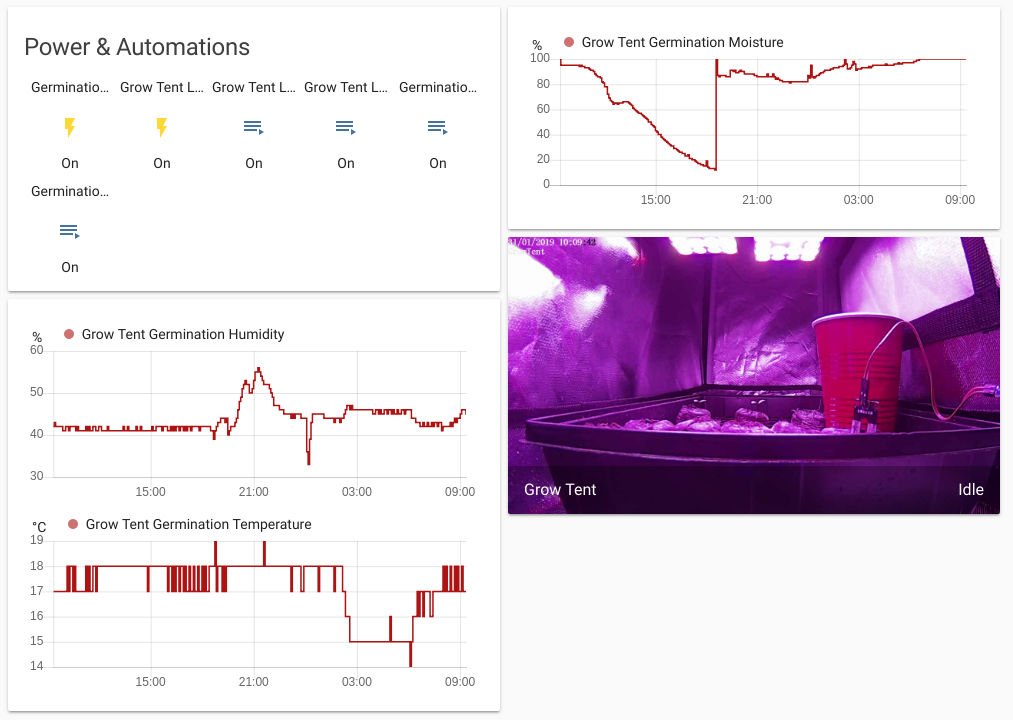 Power & Automations
Germinatio… Grow Tent L… Grow Tent L… Grow Tent L… Germinatio…
On On On On On
Germinatio…
On
% Grow Tent Germination Humidity
60
50
40
30
15:00 21:00 03:00 09:00
°C Grow Tent Germination Temperature
19
18
17
16
15
14
15:00 21:00 03:00 09:00
% Grow Tent Germination Moisture
100
80
60
40
20
0
15:00 21:00 03:00 09:00
/01/2019 10:09:
Tent
Grow Tent Idle